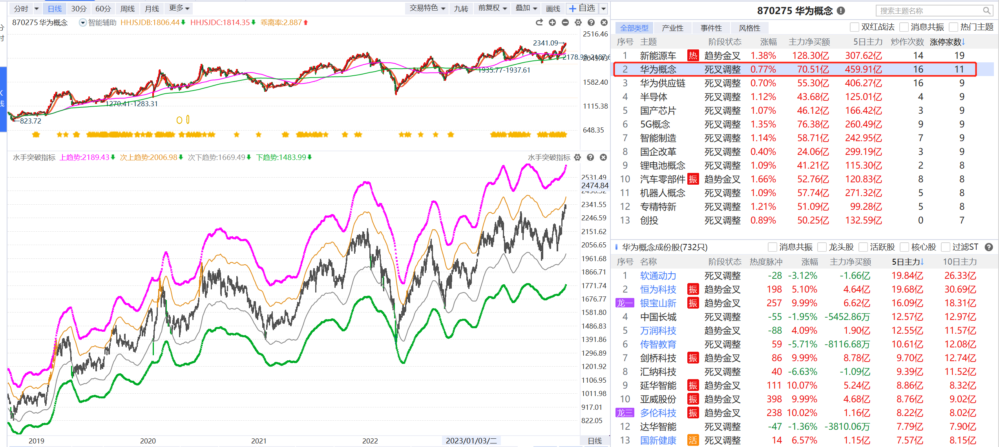 分时 日线 30分 60分 周线 月线 更多 交易特色 九转 前复权 叠加 画线 自选
870275 华为概念 智能辅助 HHJSJDB:1806.44 HHJSJDC:1814.35 乖离率:2.887
2516.46
2341.09→
2178.98-2187.6
1935.77-1937.61
1582.40
1270.41-1283.31
1115.38
←823.72
648.35
水手突破指标 上趋势:2189.43 次上趋势:2006.98 次下趋势:1669.49 下趋势:1483.99 水手突破指标
2531.49
2474.84
2341.55
2246.59
2151.62
2056.65
1961.68
1866.71
1771.74
1676.77
1581.80
1486.83
1391.86
1296.89
1201.92
1106.95
1011.98
917.01
822.05
2019 2020 2021 2022 2023/01/03/二 日线
870275 华为概念 搜索主题名称
全部类型 产业性 事件性 风格性 双红战法 消息共振 热门主题
序号 主题 阶段状态 涨幅 主力净买额 5日主力 炒作次数 涨停家数↓
1 新能源车 热 趋势金叉 1.38% 128.30亿 307.62亿 14 19
2 华为概念 死叉调整 0.77% 70.51亿 459.91亿 16 11
3 华为供应链 死叉调整 0.70% 55.30亿 406.27亿 16 9
4 半导体 死叉调整 1.12% 43.68亿 125.01亿 4 9
5 国产芯片 死叉调整 1.07% 46.12亿 166.42亿 3 9
6 5G概念 死叉调整 1.35% 76.38亿 260.49亿 9 9
7 智能制造 死叉调整 1.14% 58.71亿 242.95亿 7 9
8 国企改革 死叉调整 0.40% 24.06亿 299.19亿 3 9
9 锂电池概念 死叉调整 1.09% 41.21亿 115.30亿 2 8
10 汽车零部件 振 趋势金叉 1.66% 52.76亿 120.83亿 8 8
11 机器人概念 死叉调整 1.09% 57.74亿 271.32亿 5 8
12 专精特新 死叉调整 1.21% 51.09亿 99.28亿 5 8
13 创投 死叉调整 0.89% 50.25亿 132.59亿 0 7
华为概念成份股(732只) 消息共振 龙头股 活跃股 核心股 过滤ST
序号 名称 阶段状态 热度脉冲 涨幅 主力净买额 5日主力↓ 10日主力
1 软通动力 死叉调整 -28 -3.12% -1.66亿 19.84亿 26.33亿
2 恒为科技 振 趋势金叉 198 5.10% 4.64亿 19.68亿 30.69亿
龙一 银宝山新 振 趋势金叉 257 9.99% 6.62亿 16.09亿 18.31亿
4 中国长城 死叉调整 -55 -1.95% -5452.86万 12.57亿 12.97亿
5 万润科技 死叉调整 -88 4.09% 1.90亿 12.55亿 11.57亿
6 传智教育 死叉调整 59 -5.71% -8116.68万 10.61亿 12.08亿
7 剑桥科技 振 趋势金叉 86 9.99% 8.78亿 9.70亿 12.74亿
8 汇纳科技 死叉调整 40 -6.63% -1.09亿 9.39亿 11.52亿
9 延华智能 振 趋势金叉 111 10.07% 5.24亿 8.86亿 8.32亿
10 亚威股份 振 趋势金叉 398 9.99% 4.68亿 8.76亿 9.02亿
龙三 多伦科技 振 趋势金叉 238 10.02% 1.16亿 8.22亿 8.02亿
12 达华智能 死叉调整 -47 -1.36% -3810.06万 7.79亿 7.90亿
13 国新健康 活 死叉调整 14 6.57% 1.15亿 7.57亿 8.15亿